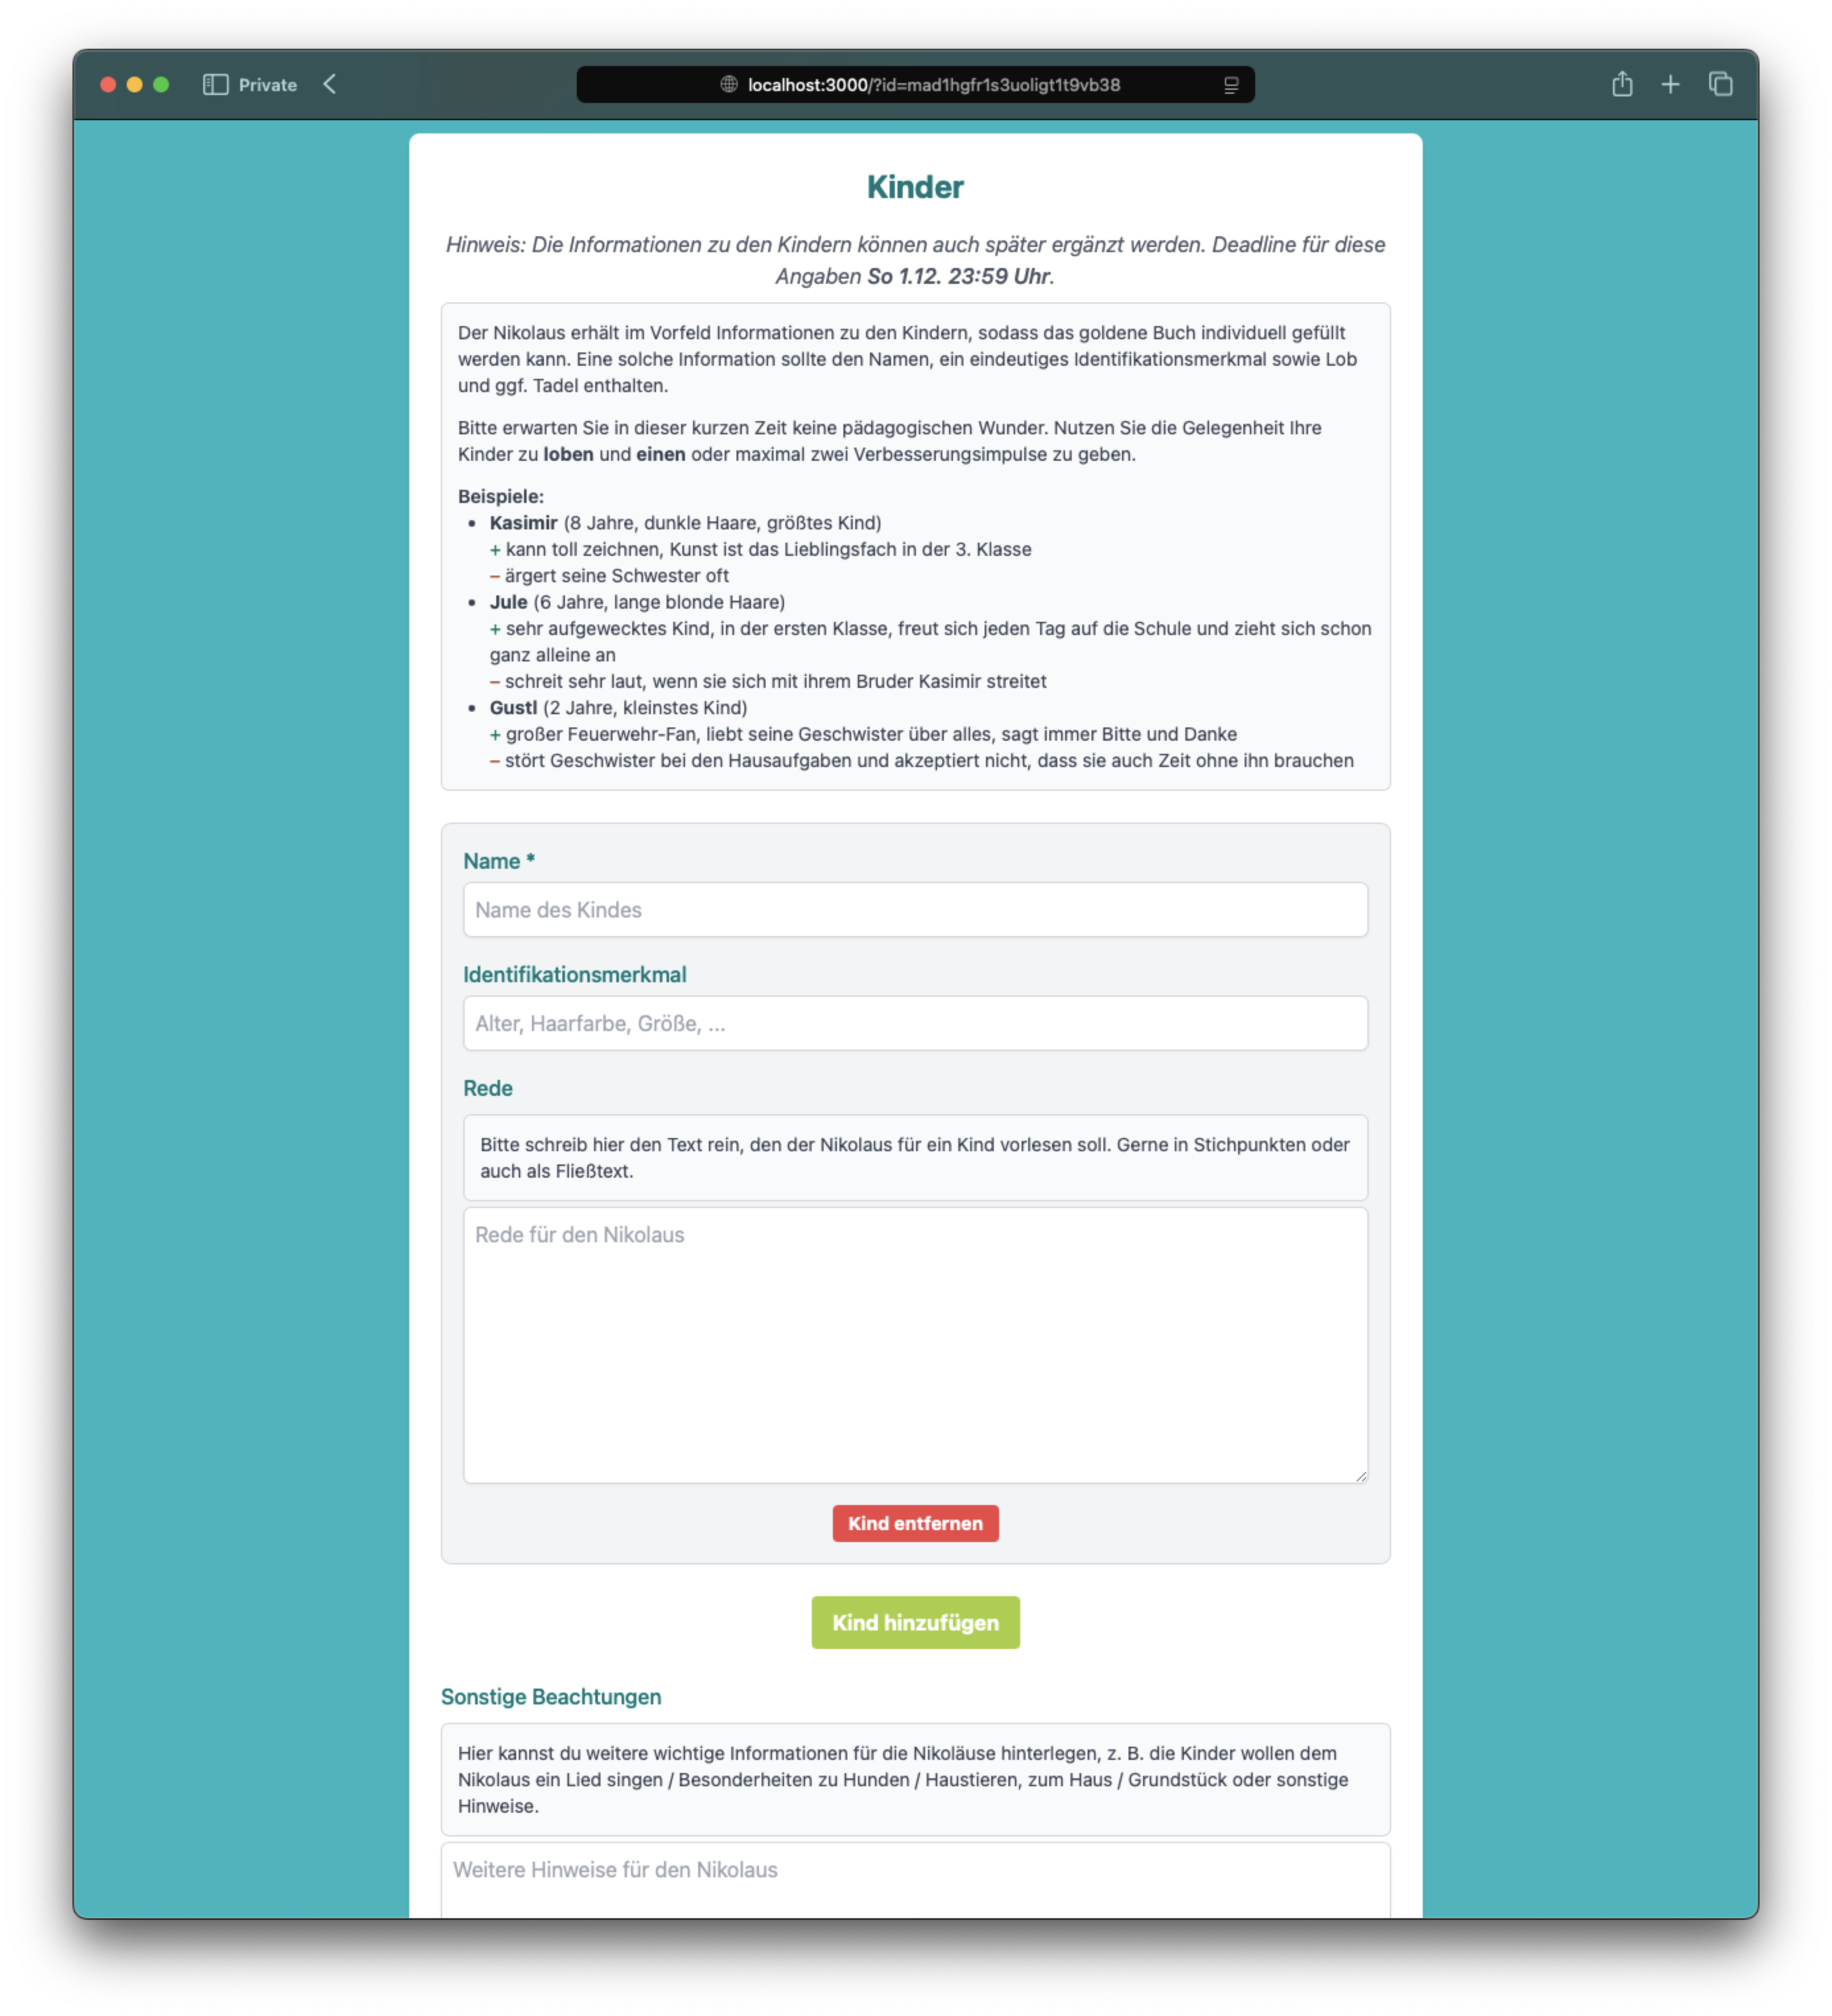 Private
localhost:3000/?id=mad1hgfr1s3uoligt1t9vb38
Kinder
Hinweis: Die Informationen zu den Kindern können auch später ergänzt werden. Deadline für diese
Angaben So 1.12. 23:59 Uhr.
Der Nikolaus erhält im Vorfeld Informationen zu den Kindern, sodass das goldene Buch individuell gefüllt
werden kann. Eine solche Information sollte den Namen, ein eindeutiges Identifikationsmerkmal sowie Lob
und ggf. Tadel enthalten.
Bitte erwarten Sie in dieser kurzen Zeit keine pädagogischen Wunder. Nutzen Sie die Gelegenheit Ihre
Kinder zu loben und einen oder maximal zwei Verbesserungsimpulse zu geben.
Beispiele:
• Kasimir (8 Jahre, dunkle Haare, größtes Kind)
+ kann toll zeichnen, Kunst ist das Lieblingsfach in der 3. Klasse
– ärgert seine Schwester oft
• Jule (6 Jahre, lange blonde Haare)
+ sehr aufgewecktes Kind, in der ersten Klasse, freut sich jeden Tag auf die Schule und zieht sich schon
ganz alleine an
– schreit sehr laut, wenn sie sich mit ihrem Bruder Kasimir streitet
• Gustl (2 Jahre, kleinstes Kind)
+ großer Feuerwehr-Fan, liebt seine Geschwister über alles, sagt immer Bitte und Danke
– stört Geschwister bei den Hausaufgaben und akzeptiert nicht, dass sie auch Zeit ohne ihn brauchen
Name *
Name des Kindes
Identifikationsmerkmal
Alter, Haarfarbe, Größe, ...
Rede
Bitte schreib hier den Text rein, den der Nikolaus für ein Kind vorlesen soll. Gerne in Stichpunkten oder
auch als Fließtext.
Rede für den Nikolaus
Kind entfernen
Kind hinzufügen
Sonstige Beachtungen
Hier kannst du weitere wichtige Informationen für die Nikoläuse hinterlegen, z. B. die Kinder wollen dem
Nikolaus ein Lied singen / Besonderheiten zu Hunden / Haustieren, zum Haus / Grundstück oder sonstige
Hinweise.
Weitere Hinweise für den Nikolaus